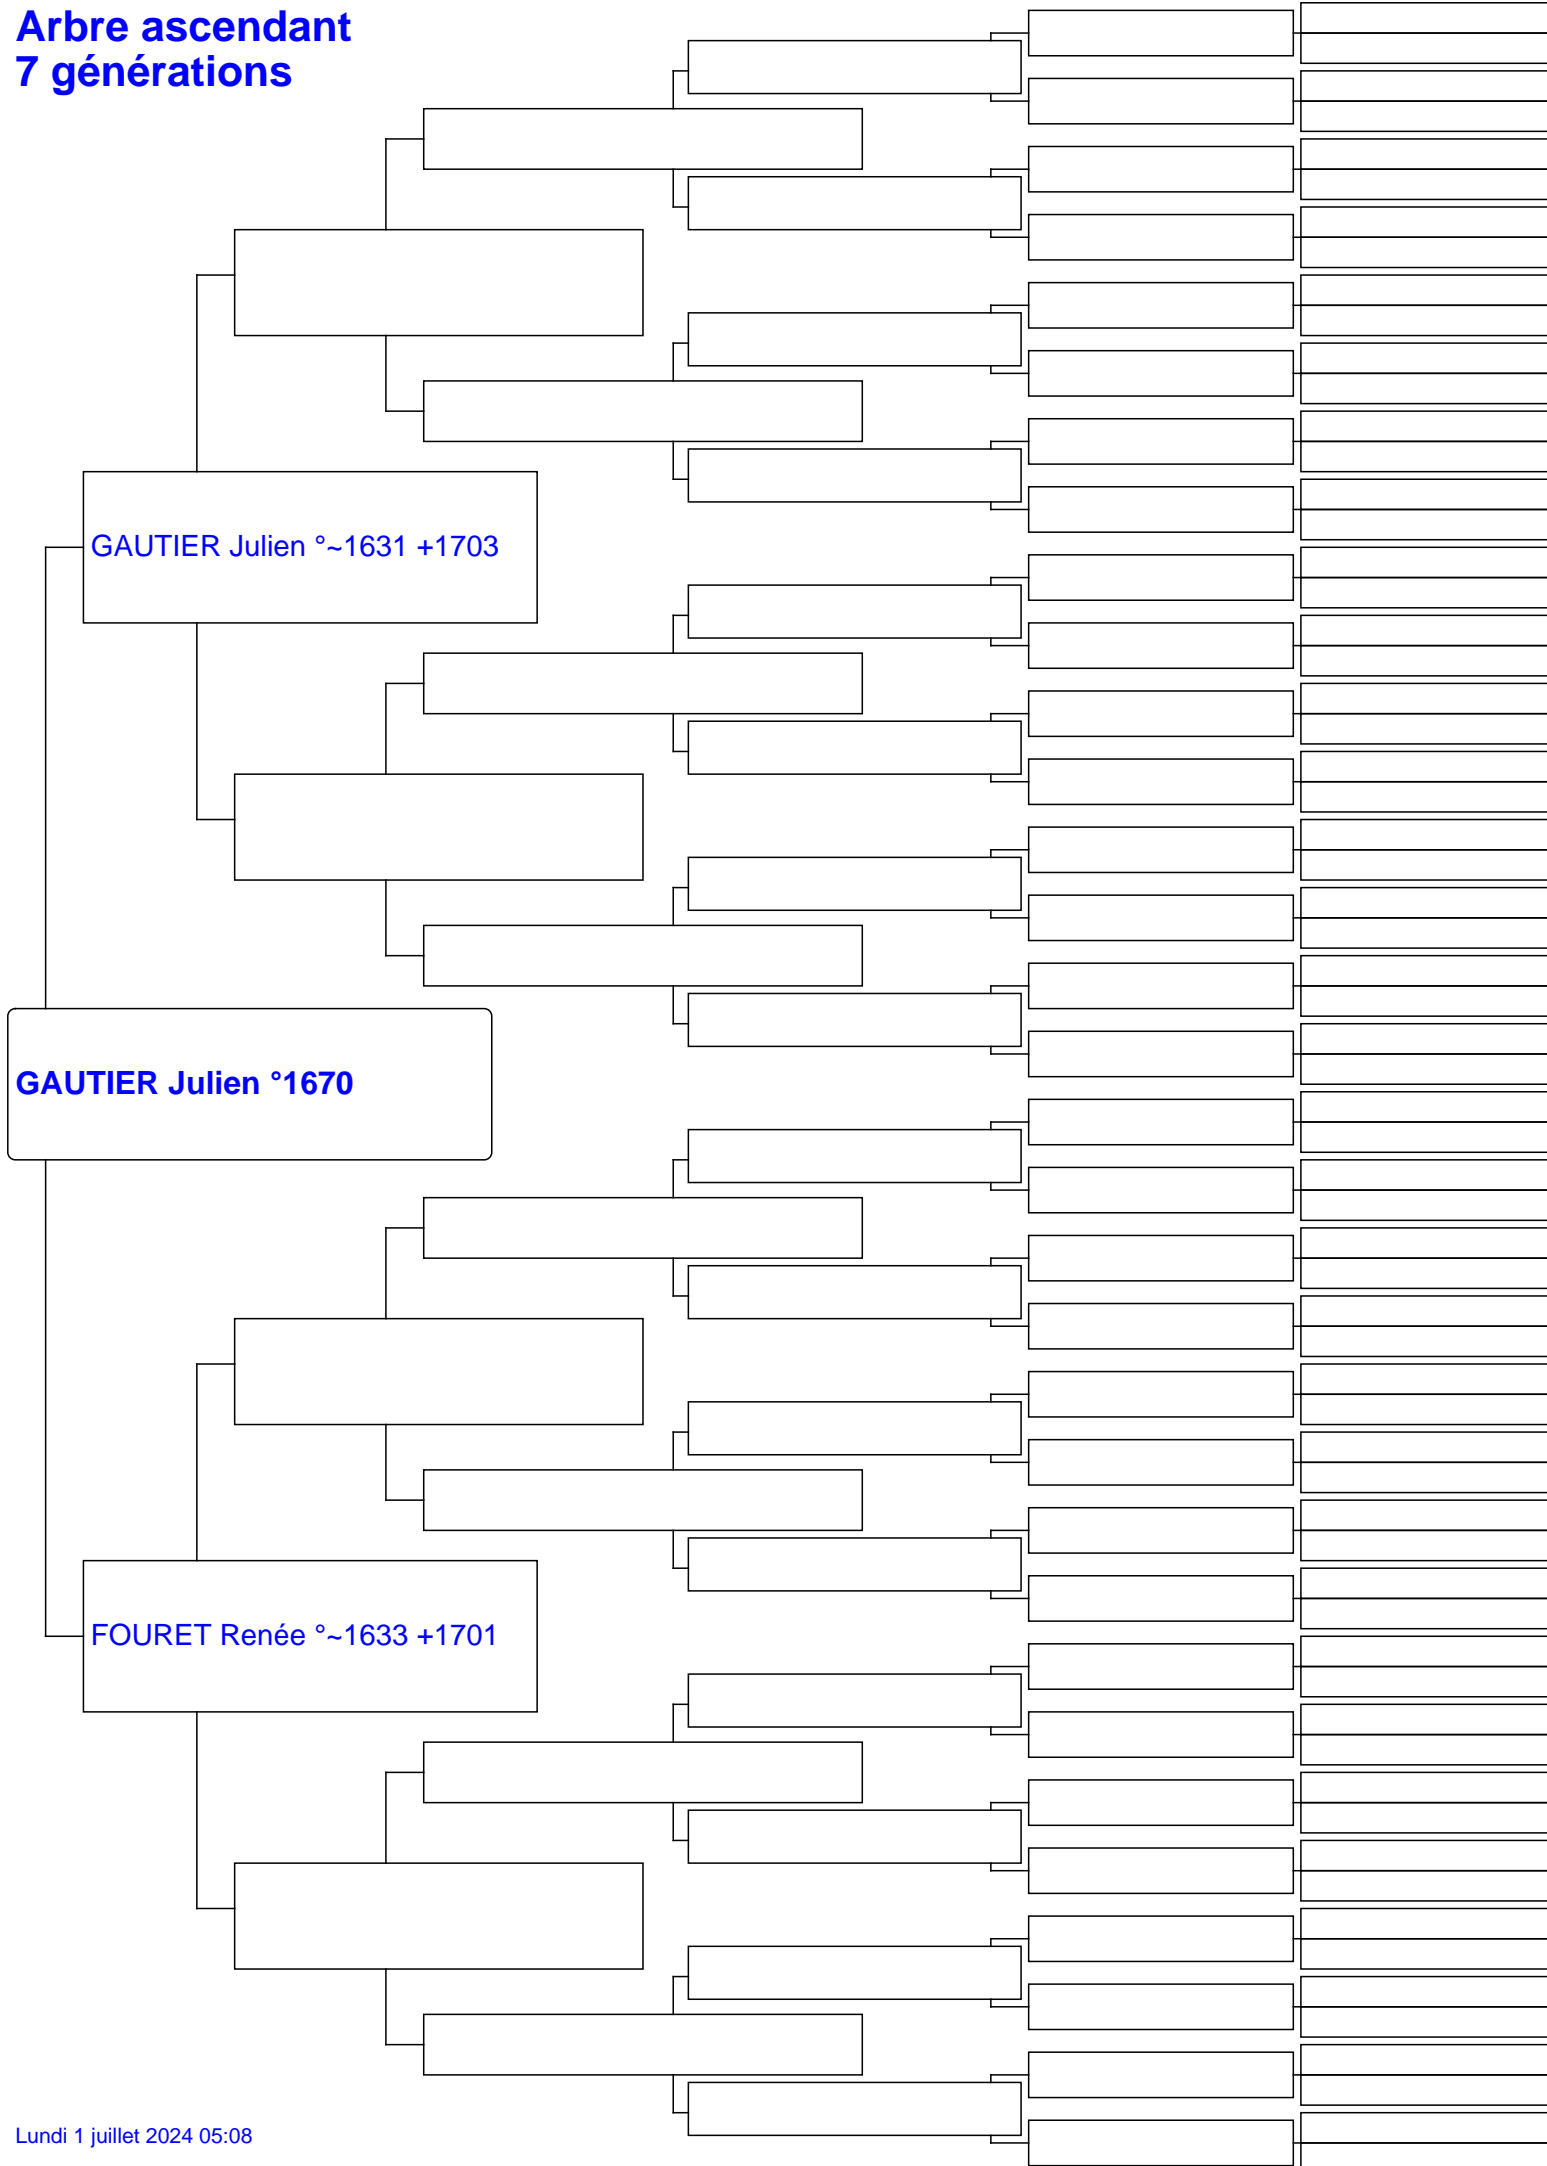 Arbre ascendant
7 générations
GAUTIER Julien °~1631 +1703
GAUTIER Julien °1670
FOURET Renée °~1633 +1701
Lundi 1 juillet 2024 05:08